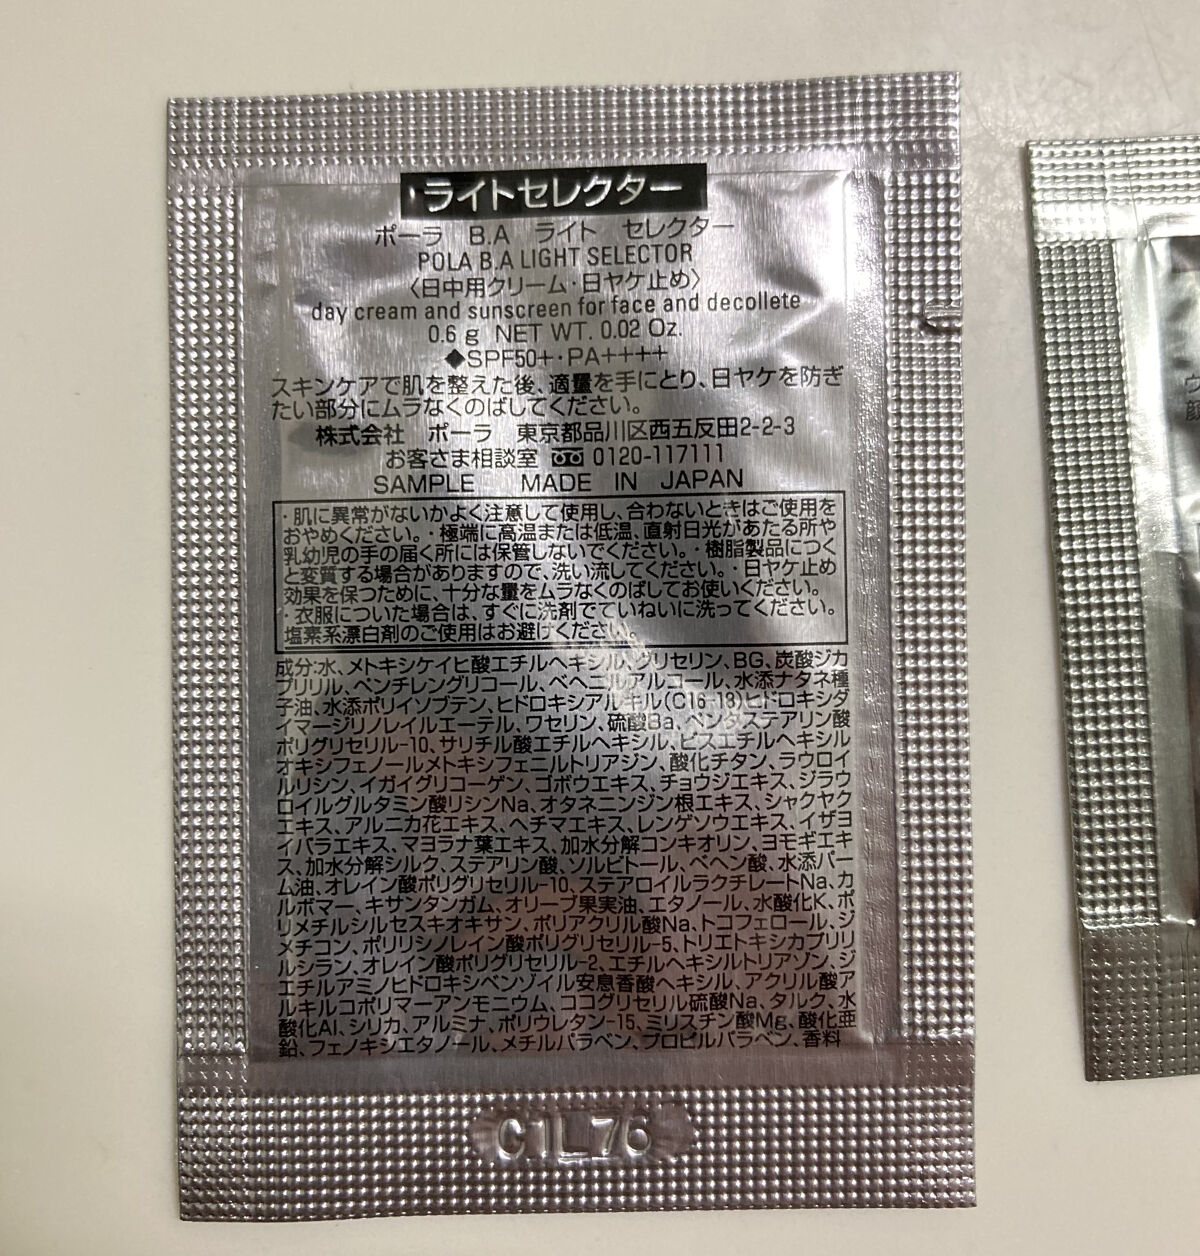 ライトセレクター
ポーラ B.A ライト セレクター
POLA B.A LIGHT SELECTOR
〈日中用クリーム・日ヤケ止め〉
day cream and sunscreen for face and decollete
0.6 g NET WT. 0.02 Oz.
◆SPF50+・PA++++
スキンケアで肌を整えた後、適量を手にとり、日ヤケを防ぎ
たい部分にムラなくのばしてください。
株式会社 ポーラ 東京都品川区西五反田2-2-3
お客さま相談室 0120-117111
SAMPLE MADE IN JAPAN
・肌に異常がないかよく注意して使用し、合わないときはご使用を
おやめください。・極端に高温または低温、直射日光があたる所や
乳幼児の手の届く所には保管しないでください。・樹脂製品につく
と変質する場合がありますので、洗い流してください。・日ヤケ止め
効果を保つために、十分な量をムラなくのばしてお使いください。
・衣服についた場合は、すぐに洗剤でていねいに洗ってください。
塩素系漂白剤のご使用はお避けください。
成分:水、メトキシケイヒ酸エチルヘキシル、グリセリン、BG、炭酸ジカ
プリリル、ペンチレングリコール、ベヘニルアルコール、水添ナタネ種
子油、水添ポリイソブテン、ヒドロキシアルキル(C16-18)ヒドロキシダ
イマージリノレイルエーテル、ワセリン、硫酸Ba、ペンタステアリン酸
ポリグリセリル-10、サリチル酸エチルヘキシル、ビスエチルヘキシル
オキシフェノールメトキシフェニルトリアジン、酸化チタン、ラウロイ
ルリシン、イガイグリコーゲン、ゴボウエキス、チョウジエキス、ジラウ
ロイルグルタミン酸リシンNa、オタネニンジン根エキス、シャクヤク
エキス、アルニカ花エキス、ヘチマエキス、レンゲソウエキス、イザヨ
イバラエキス、マヨラナ葉エキス、加水分解コンキオリン、ヨモギエキ
ス、加水分解シルク、ステアリン酸、ソルビトール、ベヘン酸、水添パー
ム油、オレイン酸ポリグリセリル-10、ステアロイルラクチレートNa、カ
ルボマー、キサンタンガム、オリーブ果実油、エタノール、水酸化K、ポ
リメチルシルセスキオキサン、ポリアクリル酸Na、トコフェロール、ジ
メチコン、ポリリシノレイン酸ポリグリセリル-5、トリエトキシカプリリ
ルシラン、オレイン酸ポリグリセリル-2、エチルヘキシルトリアゾン、ジ
エチルアミノヒドロキシベンゾイル安息香酸ヘキシル、アクリル酸ア
ルキルコポリマーアンモニウム、ココグリセリル硫酸Na、タルク、水
酸化Al、シリカ、アルミナ、ポリウレタン-15、ミリスチン酸Mg、酸化亜
鉛、フェノキシエタノール、メチルパラベン、プロピルパラベン、香料
C1L76
ウ
顔